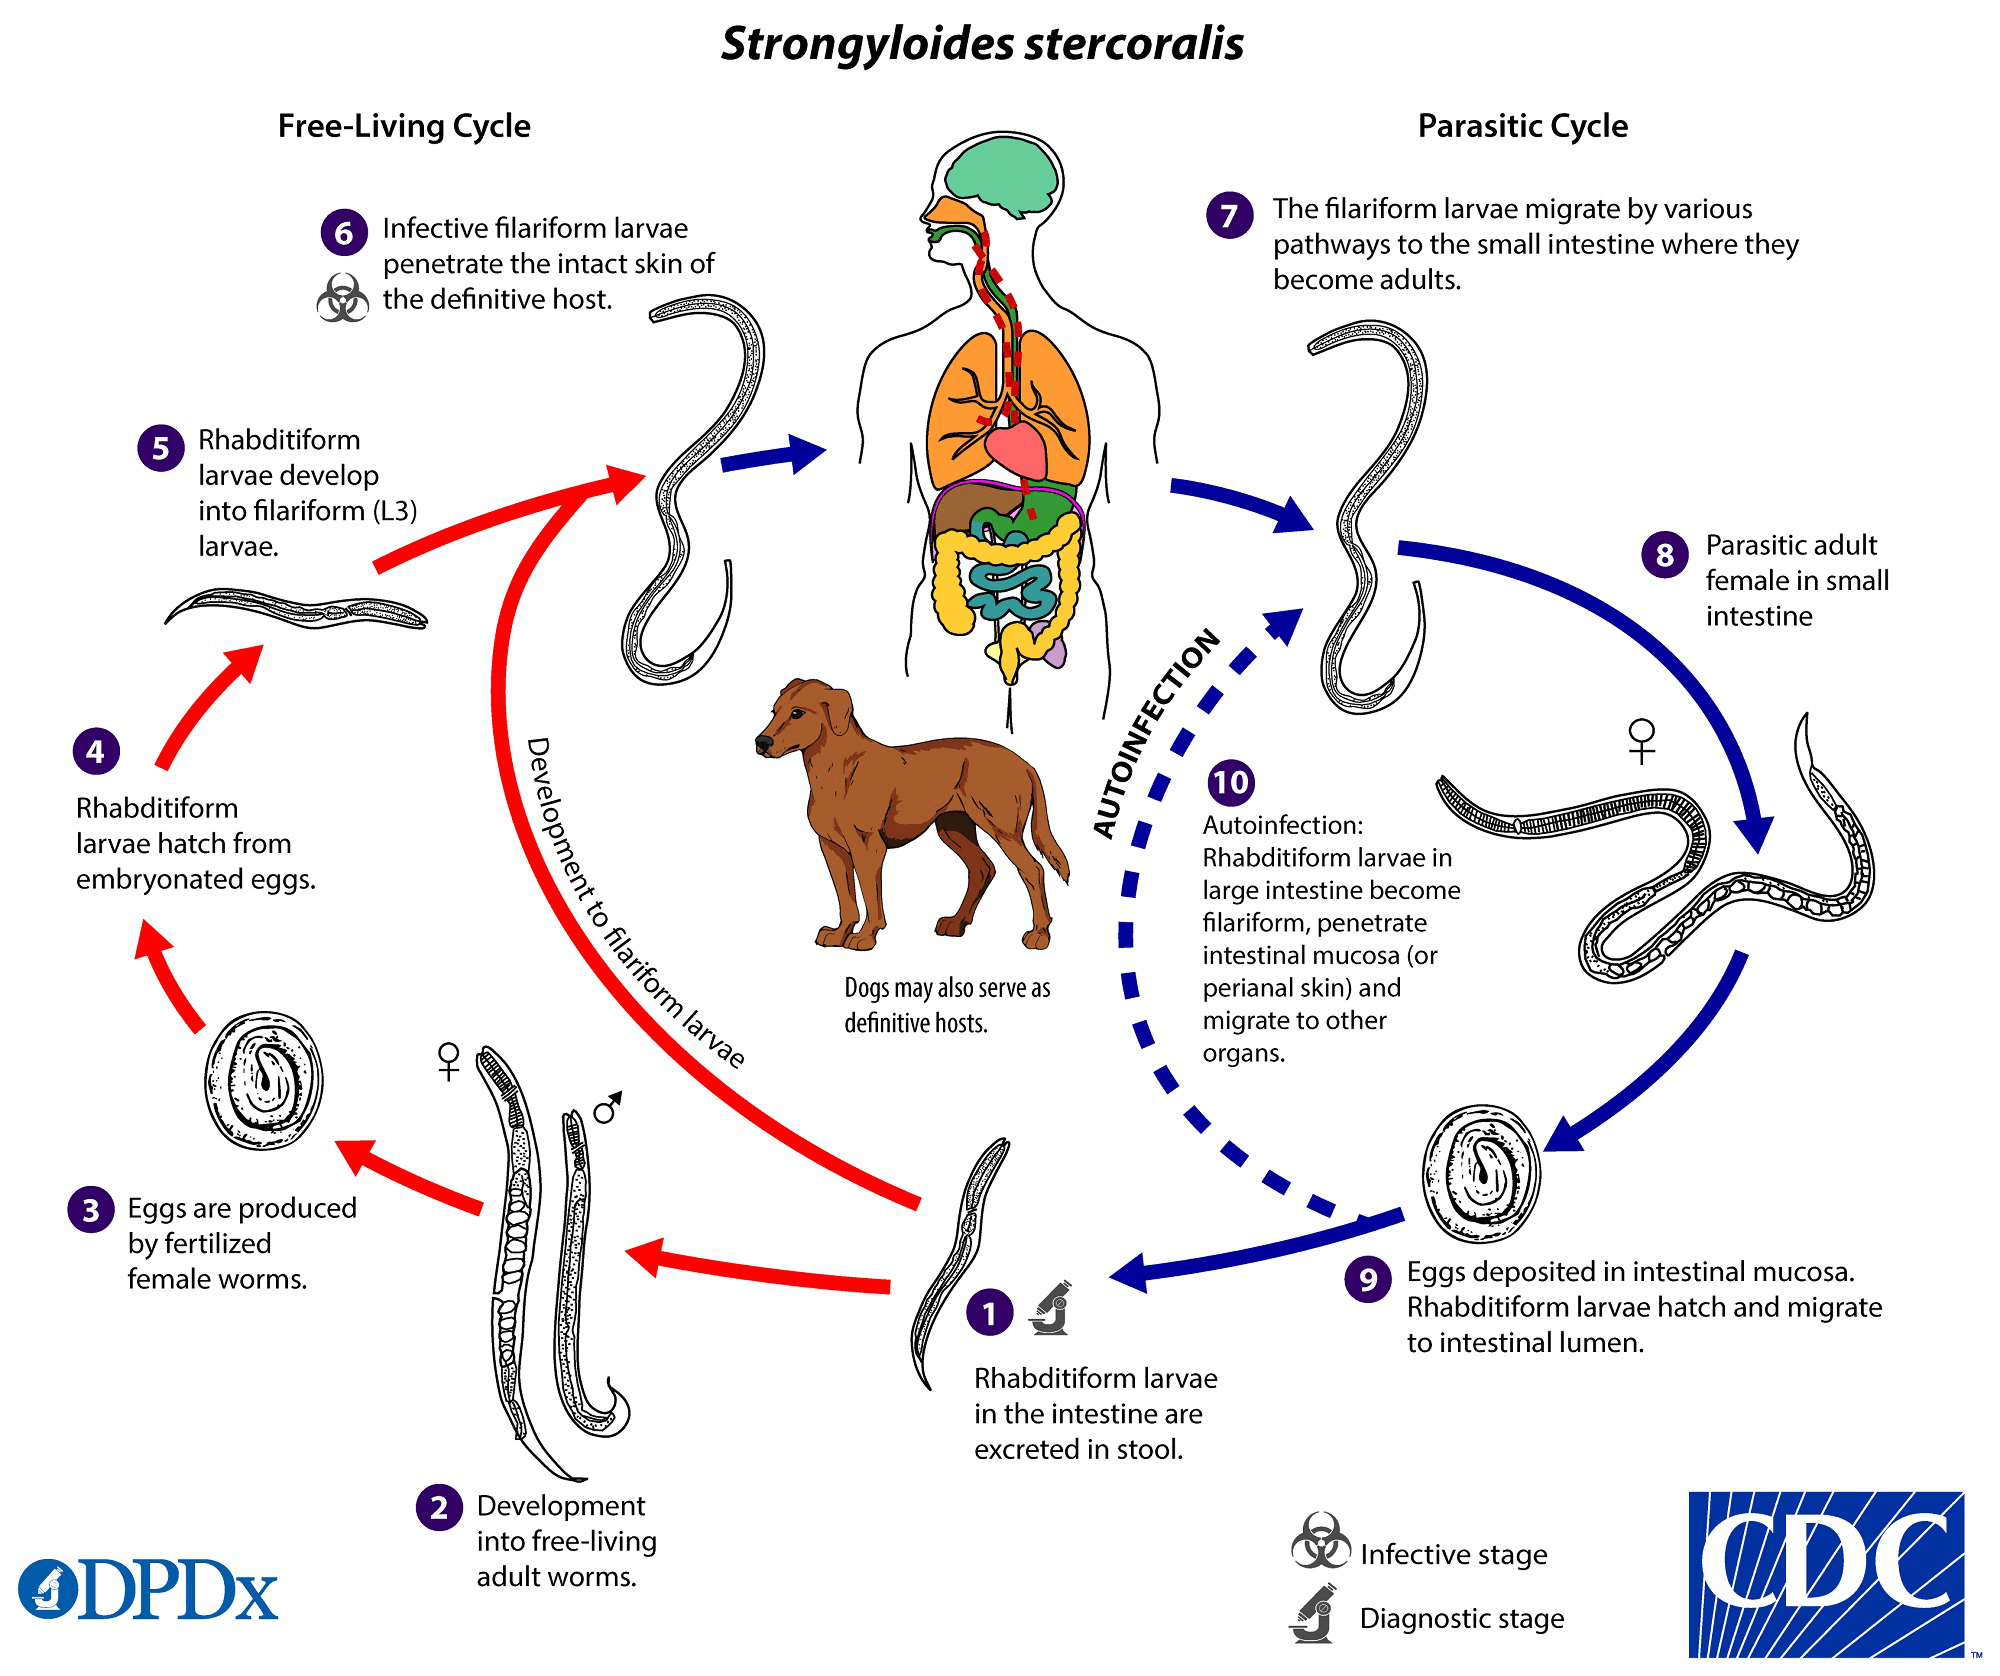 Strongyloides stercoralis
Free-Living Cycle
Parasitic Cycle
6
Infective filariform larvae
penetrate the intact skin of
the definitive host.
7
The filariform larvae migrate by various
pathways to the small intestine where they
become adults.
5
Rhabditiform
larvae develop
into filariform (L3)
larvae.
8
Parasitic adult
female in small
intestine
4
Rhabditiform
larvae hatch from
embryonated eggs.
Development to filariform larvae
AUTOINFECTION
10
Autoinfection:
Rhabditiform larvae in
large intestine become
filariform, penetrate
intestinal mucosa (or
perianal skin) and
migrate to other
organs.
Dogs may also serve as
definitive hosts.
♀
♀
♂
3
Eggs are produced
by fertilized
female worms.
9
Eggs deposited in intestinal mucosa.
Rhabditiform larvae hatch and migrate
to intestinal lumen.
1
Rhabditiform larvae
in the intestine are
excreted in stool.
2
Development
into free-living
adult worms.
Infective stage
Diagnostic stage
DPDx
CDC
TM